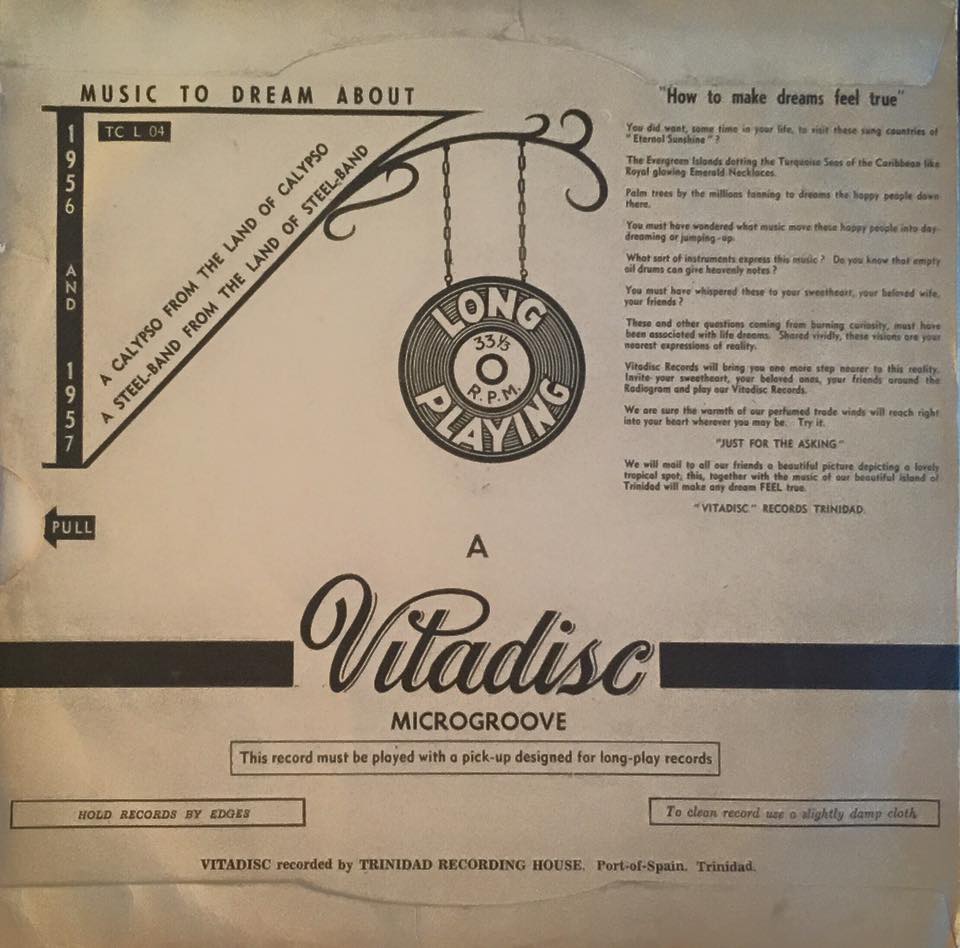 MUSIC TO DREAM ABOUT
1956 AND 1957
TC L 04
A CALYPSO FROM THE LAND OF CALYPSO
A STEEL-BAND FROM THE LAND OF STEEL-BAND
LONG
33⅓
R.P.M.
PLAYING
"How to make dreams feel true"
You did want, some time in your life, to visit these sung countries of
"Eternal Sunshine"?
The Evergreen Islands dotting the Turquoise Seas of the Caribbean like
Royal glowing Emerald Necklaces.
Palm trees by the millions fanning to dreams the happy people down
there.
You must have wondered what music move these happy people into day-
dreaming or jumping-up.
What sort of instruments express this music? Do you know that empty
oil drums can give heavenly notes?
You must have whispered these to your sweetheart, your beloved wife,
your friends?
These and other questions coming from burning curiosity, must have
been associated with life dreams. Shared vividly, these visions are your
nearest expressions of reality.
Vitadisc Records will bring you one more step nearer to this reality.
Invite your sweetheart, your beloved ones, your friends around the
Radiogram and play our Vitadisc Records.
We are sure the warmth of our perfumed trade winds will reach right
into your heart wherever you may be. Try it.
"JUST FOR THE ASKING"
We will mail to all our friends a beautiful picture depicting a lovely
tropical spot; this, together with the music of our beautiful island of
Trinidad will make any dream FEEL true.
"VITADISC" RECORDS TRINIDAD.
PULL
A
Vitadisc
MICROGROOVE
This record must be played with a pick-up designed for long-play records
HOLD RECORDS BY EDGES
To clean record use a slightly damp cloth
VITADISC recorded by TRINIDAD RECORDING HOUSE. Port-of-Spain. Trinidad.